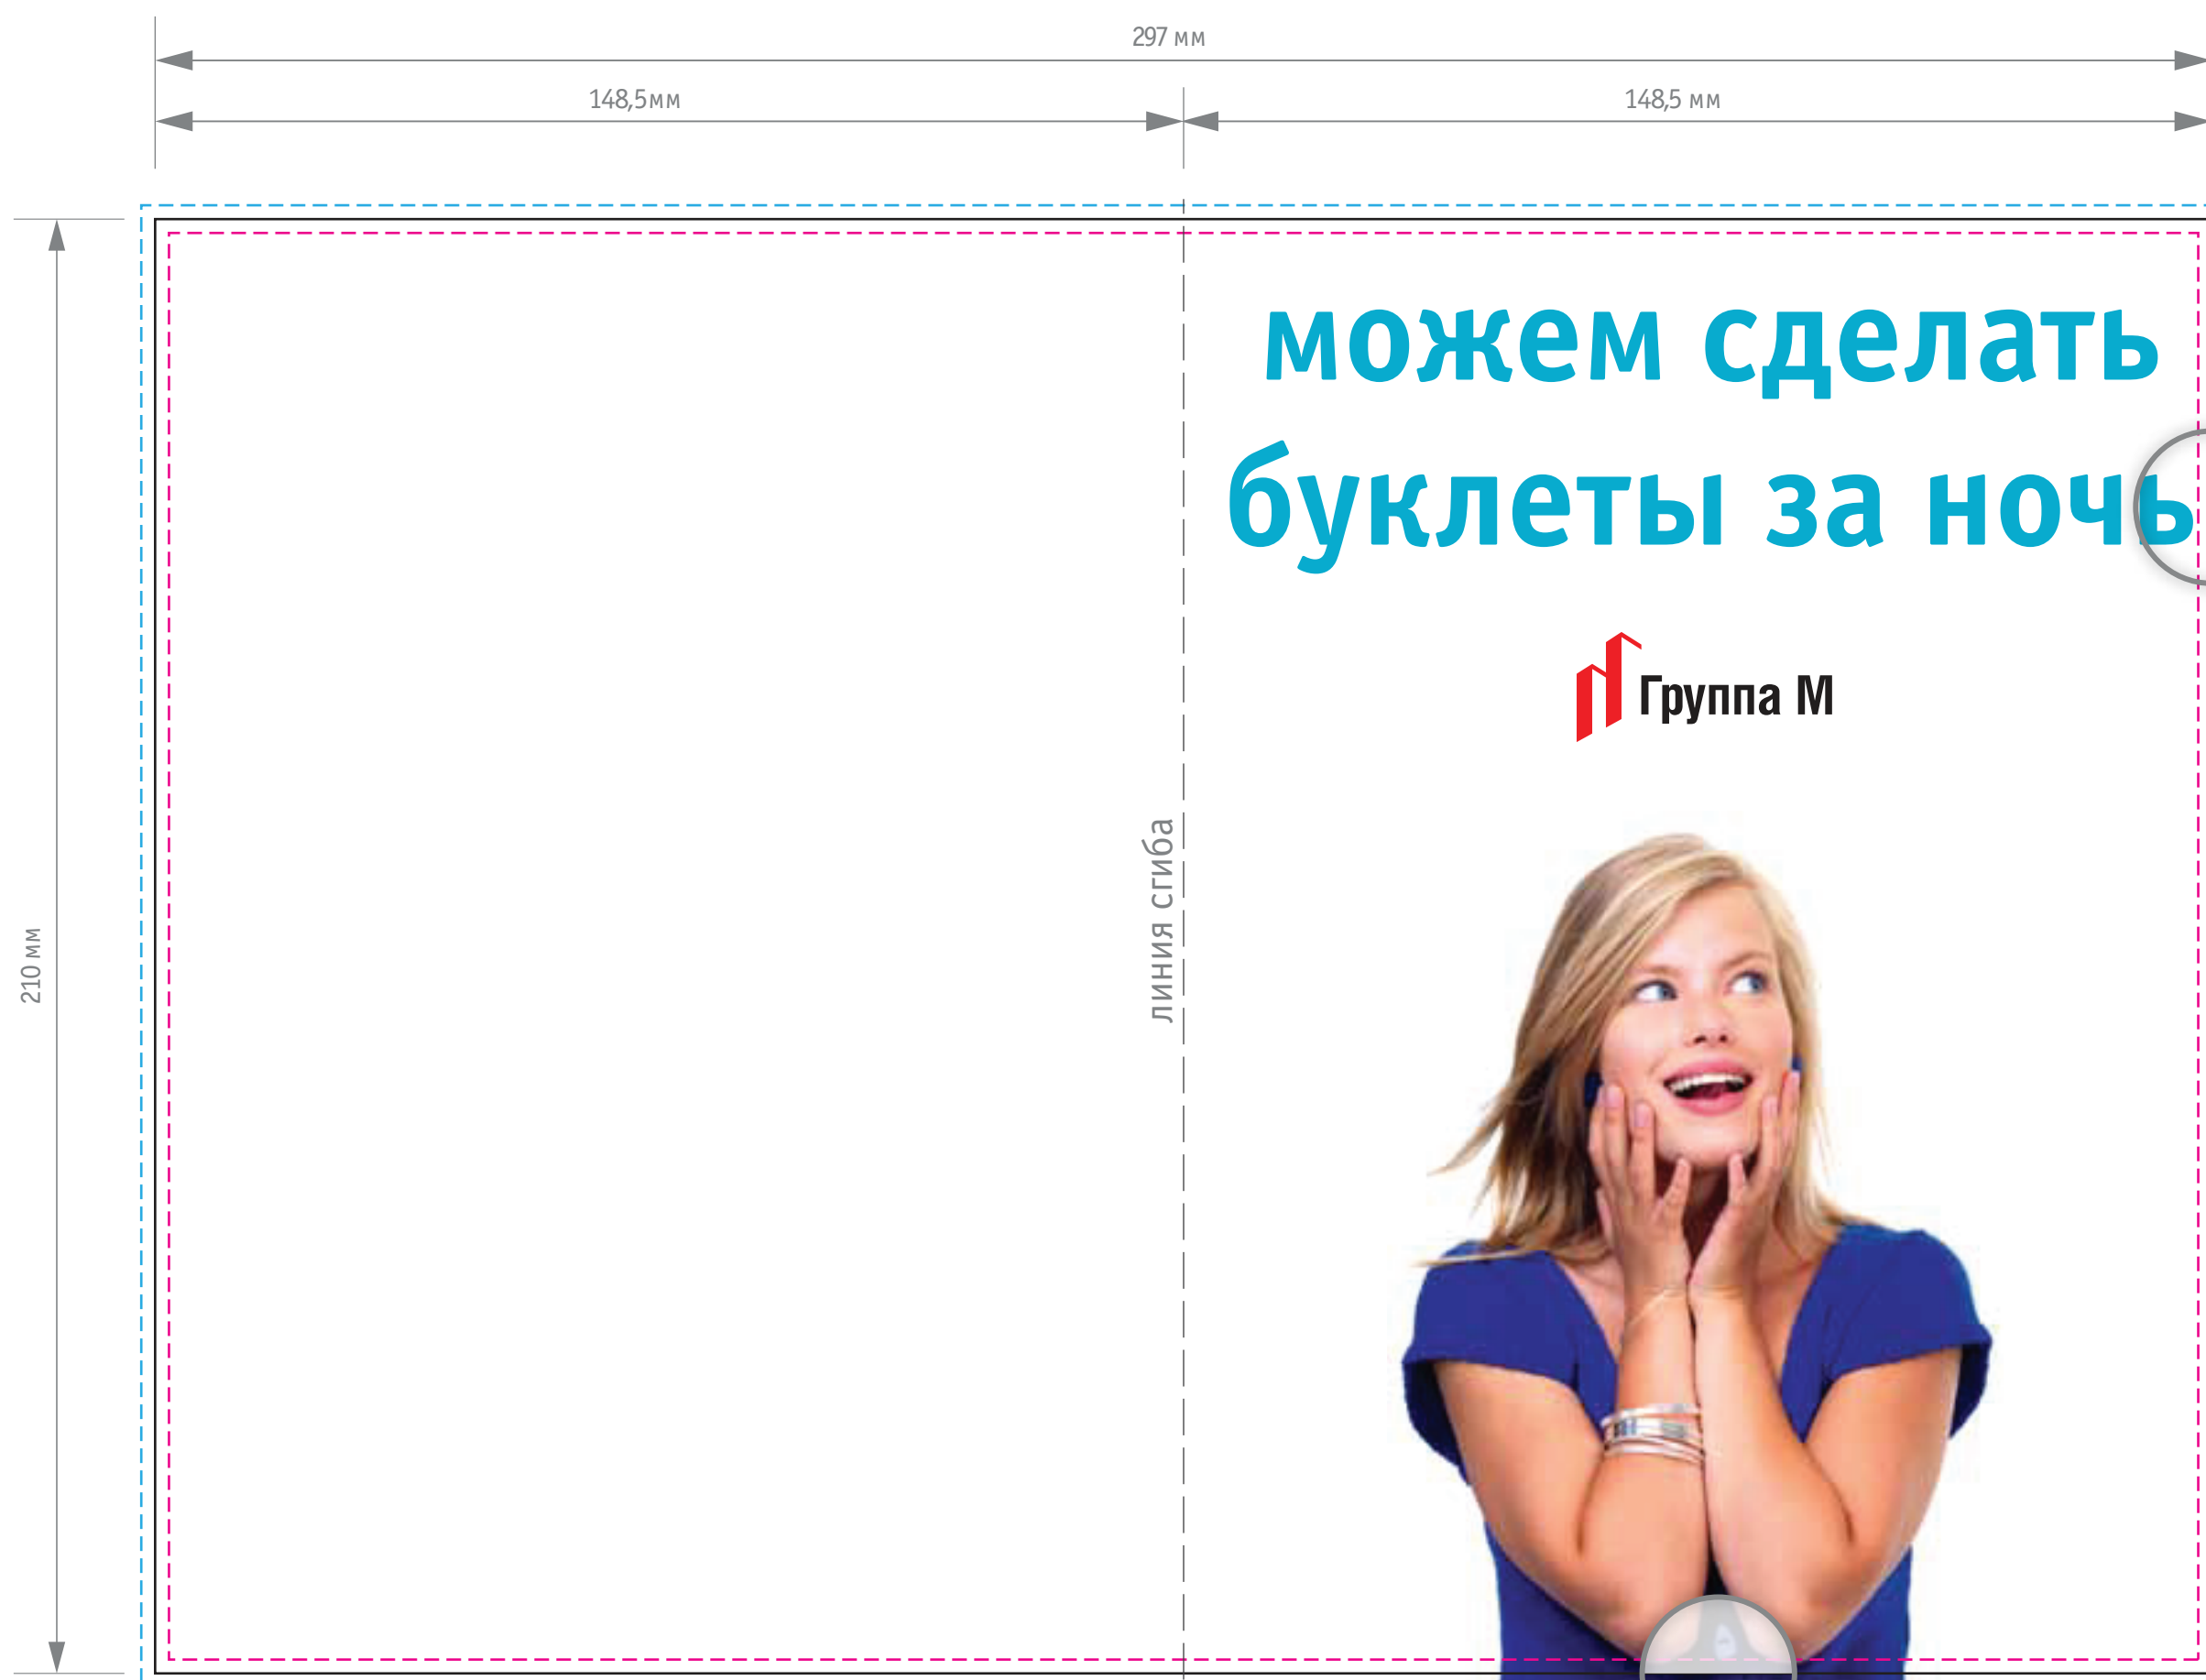 297 мм
148,5мм
148,5 мм
210 мм
линия сгиба
можем сделать
буклеты за ночь
Группа М